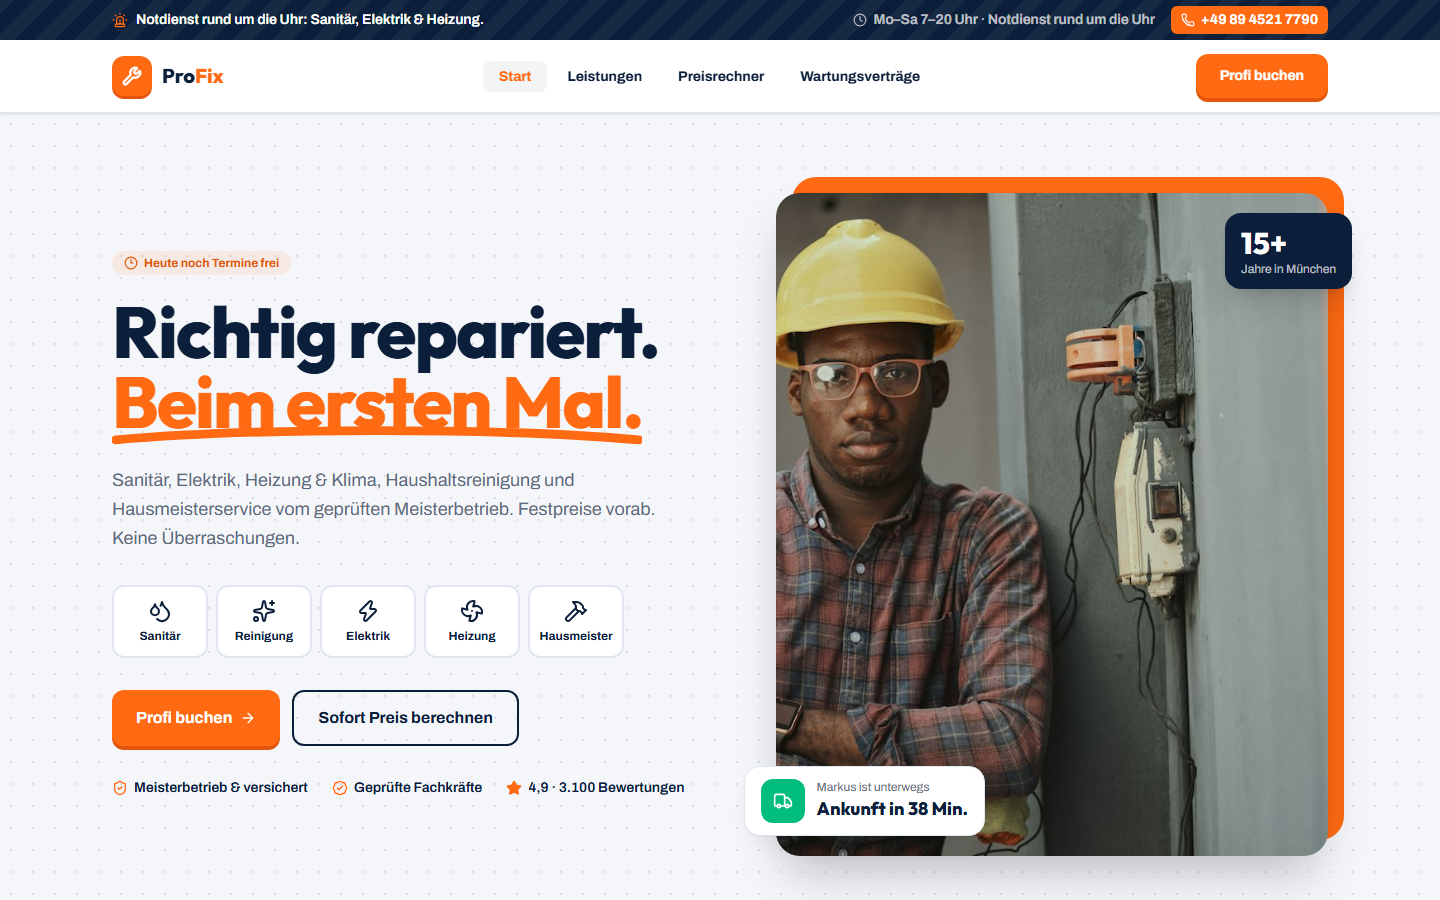 Notdienst rund um die Uhr: Sanitär, Elektrik & Heizung.
Mo–Sa 7–20 Uhr · Notdienst rund um die Uhr
+49 89 4521 7790
ProFix
Start
Leistungen
Preisrechner
Wartungsverträge
Profi buchen
Heute noch Termine frei
Richtig repariert.
Beim ersten Mal.
Sanitär, Elektrik, Heizung & Klima, Haushaltsreinigung und
Hausmeisterservice vom geprüften Meisterbetrieb. Festpreise vorab.
Keine Überraschungen.
Sanitär
Reinigung
Elektrik
Heizung
Hausmeister
Profi buchen
Sofort Preis berechnen
Meisterbetrieb & versichert
Geprüfte Fachkräfte
4,9 · 3.100 Bewertungen
15+
Jahre in München
Markus ist unterwegs
Ankunft in 38 Min.